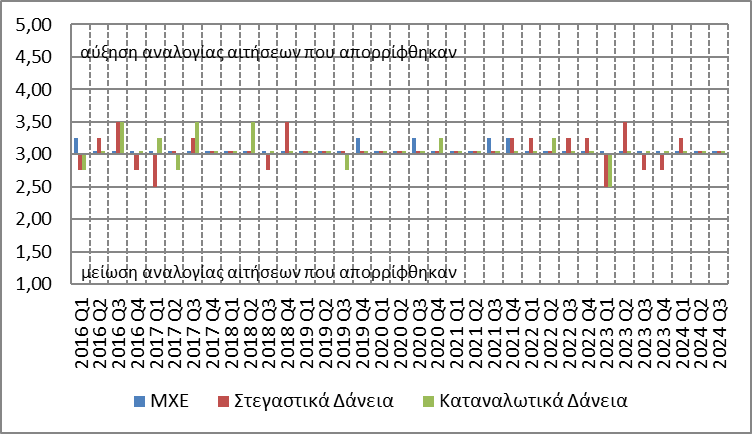 5,00
αύξηση αναλογίας αιτήσεων που απορρίφθηκαν
4,50
4,00
3,50
3,00
2,50
2,00
1,50
μείωση αναλογίας αιτήσεων που απορρίφθηκαν
1,00
2016 Q1
2016 Q2
2016 Q3
2016 Q4
2017 Q1
2017 Q2
2017 Q3
2017 Q4
2018 Q1
2018 Q2
2018 Q3
2018 Q4
2019 Q1
2019 Q2
2019 Q3
2019 Q4
2020 Q1
2020 Q2
2020 Q3
2020 Q4
2021 Q1
2021 Q2
2021 Q3
2021 Q4
2022 Q1
2022 Q2
2022 Q3
2022 Q4
2023 Q1
2023 Q2
2023 Q3
2023 Q4
2024 Q1
2024 Q2
2024 Q3
ΜΧΕ Στεγαστικά Δάνεια Καταναλωτικά Δάνεια